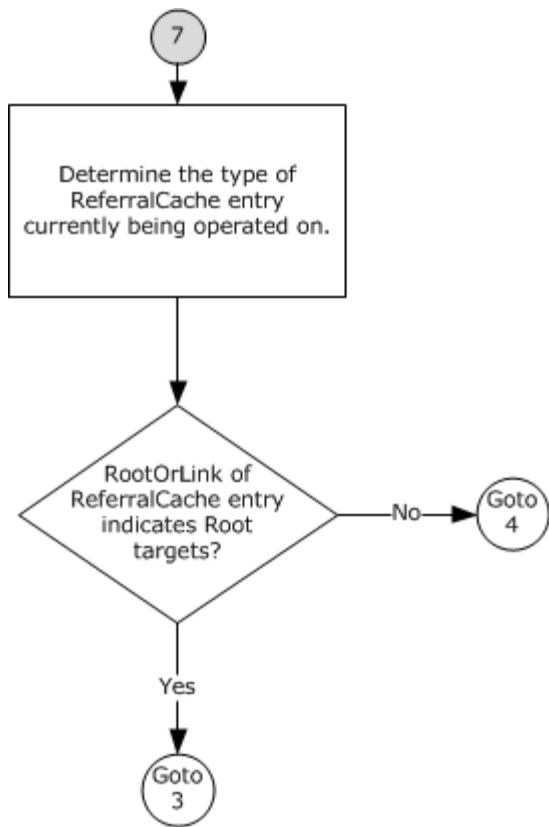 7
Determine the type of
ReferralCache entry
currently being operated on.
RootOrLink of
ReferralCache entry
indicates Root
targets?
No
Goto
4
Yes
Goto
3